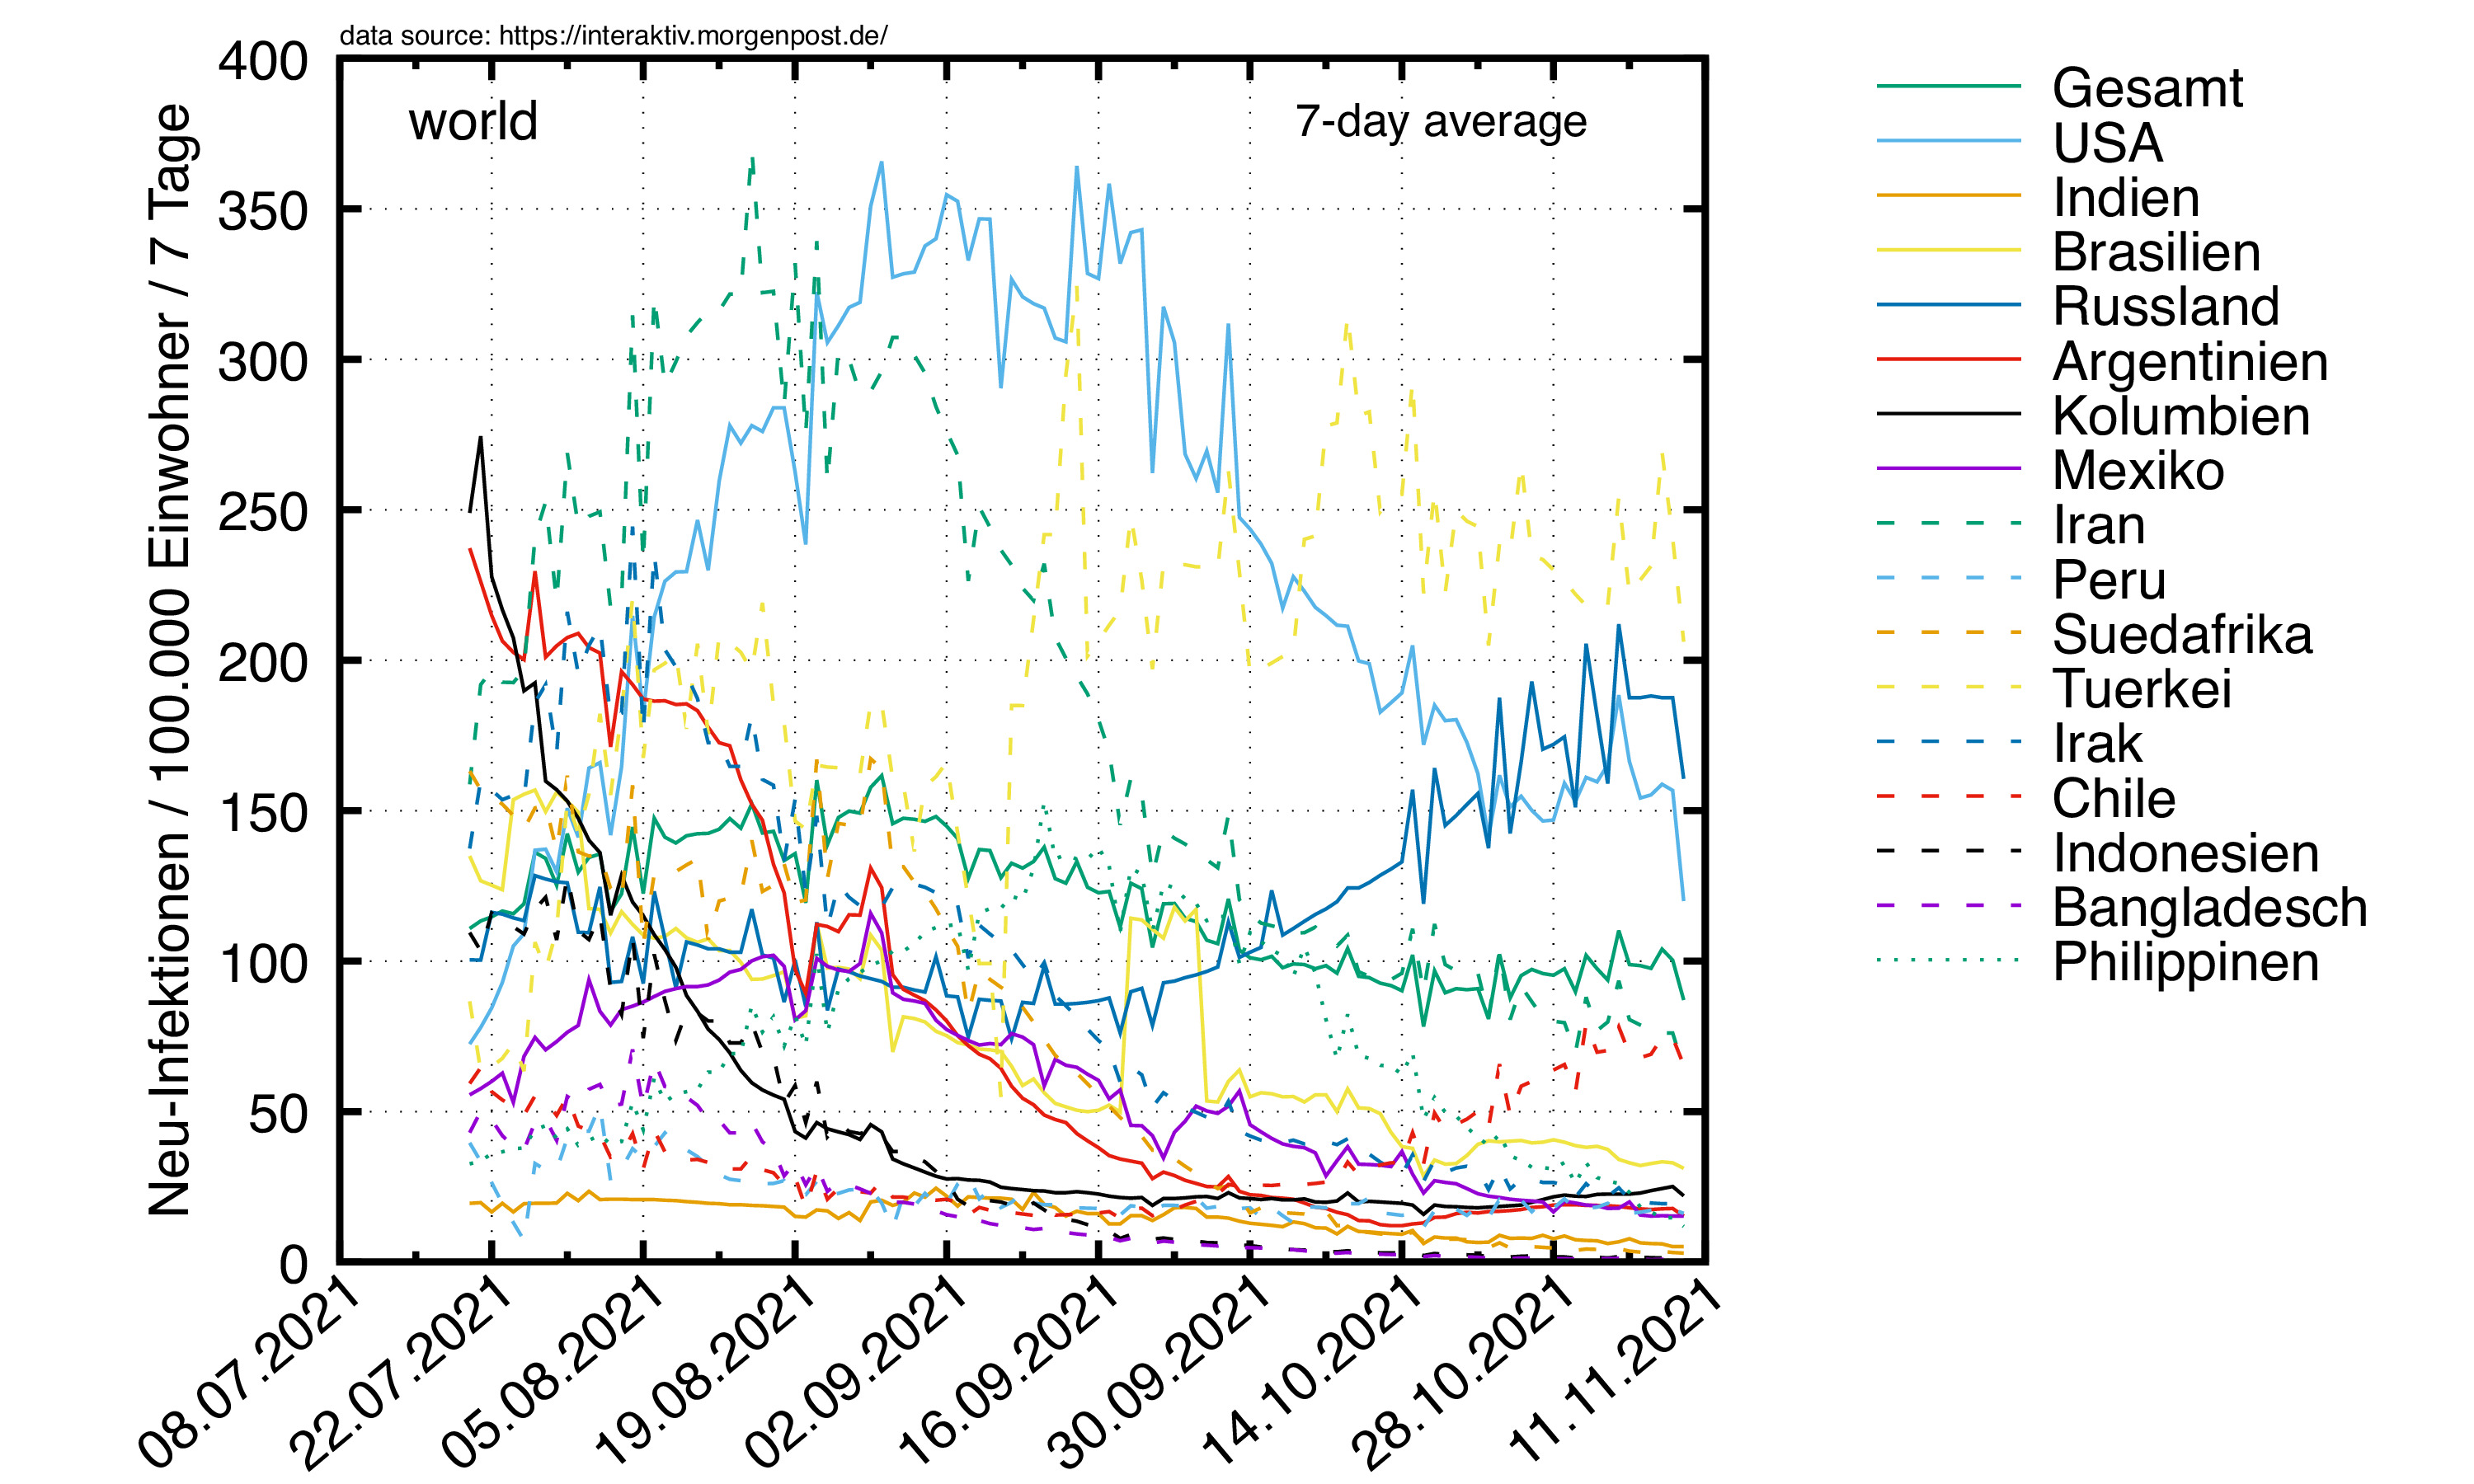 data source: https://interaktiv.morgenpost.de/
world
7-day average
Neu-Infektionen / 100.000 Einwohner / 7 Tage
400
350
300
250
200
150
100
50
0
08.07.2021
22.07.2021
05.08.2021
19.08.2021
02.09.2021
16.09.2021
30.09.2021
14.10.2021
28.10.2021
11.11.2021
Gesamt
USA
Indien
Brasilien
Russland
Argentinien
Kolumbien
Mexiko
Iran
Peru
Suedafrika
Tuerkei
Irak
Chile
Indonesien
Bangladesch
Philippinen